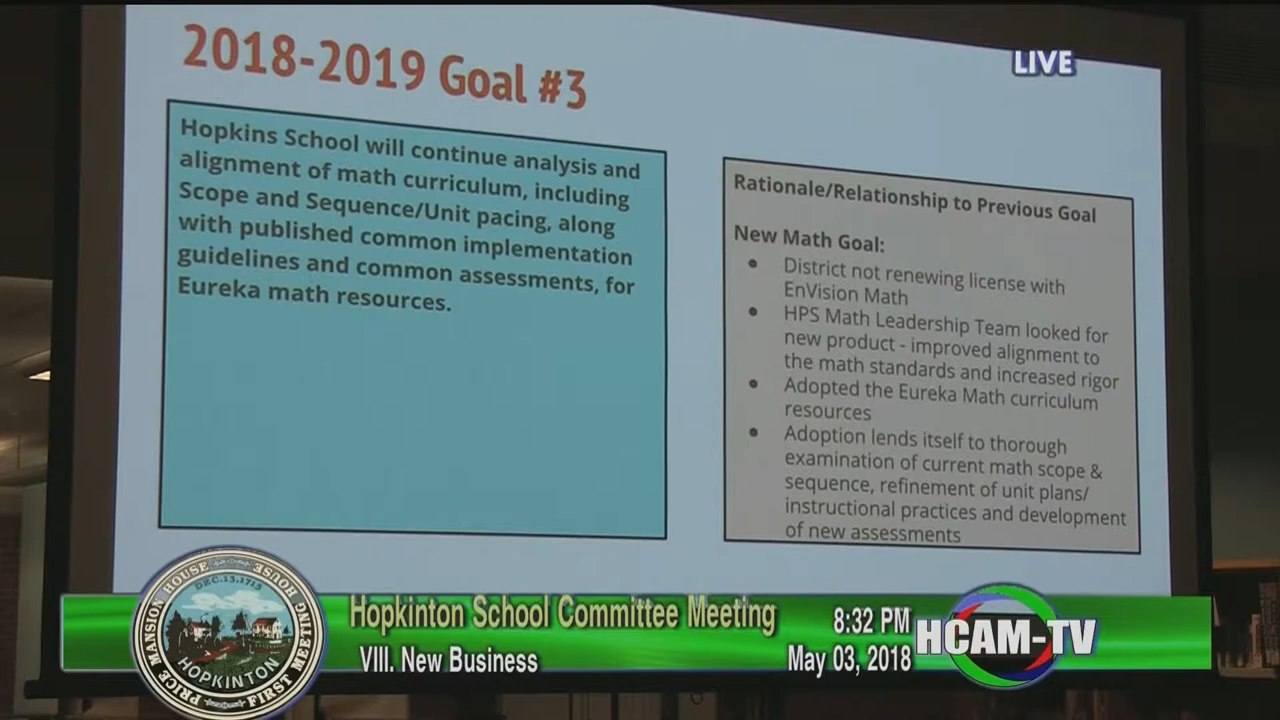 2018-2019 Goal #3
LIVE
Hopkins School will continue analysis and
alignment of math curriculum, including
Scope and Sequence/Unit pacing, along
with published common implementation
guidelines and common assessments, for
Eureka math resources.
Rationale/Relationship to Previous Goal
New Math Goal:
● District not renewing license with
EnVision Math
● HPS Math Leadership Team looked for
new product - improved alignment to
the math standards and increased rigor
● Adopted the Eureka Math curriculum
resources
● Adoption lends itself to thorough
examination of current math scope &
sequence, refinement of unit plans/
instructional practices and development
of new assessments
PRICE MANSION HOUSE
FIRST MEETING HOUSE
DEC.13.1715
HOPKINTON
Hopkinton School Committee Meeting
VIII. New Business
8:32 PM
May 03, 2018
HCAM-TV